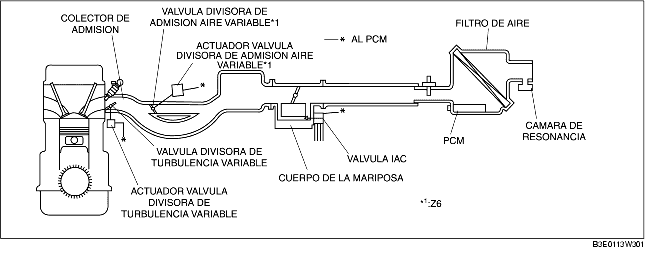 VALVULA DIVISORA DE
ADMISION AIRE VARIABLE*1
COLECTOR DE
ADMISION
ACTUADOR VALVULA
DIVISORA DE ADMISION AIRE
VARIABLE*1
* AL PCM
FILTRO DE AIRE
*
*
*
PCM
CAMARA DE
RESONANCIA
VALVULA DIVISORA DE
TURBULENCIA VARIABLE
VALVULA IAC
CUERPO DE LA MARIPOSA
ACTUADOR VALVULA
DIVISORA DE
TURBULENCIA VARIABLE
*1:Z6
B3E0113W301